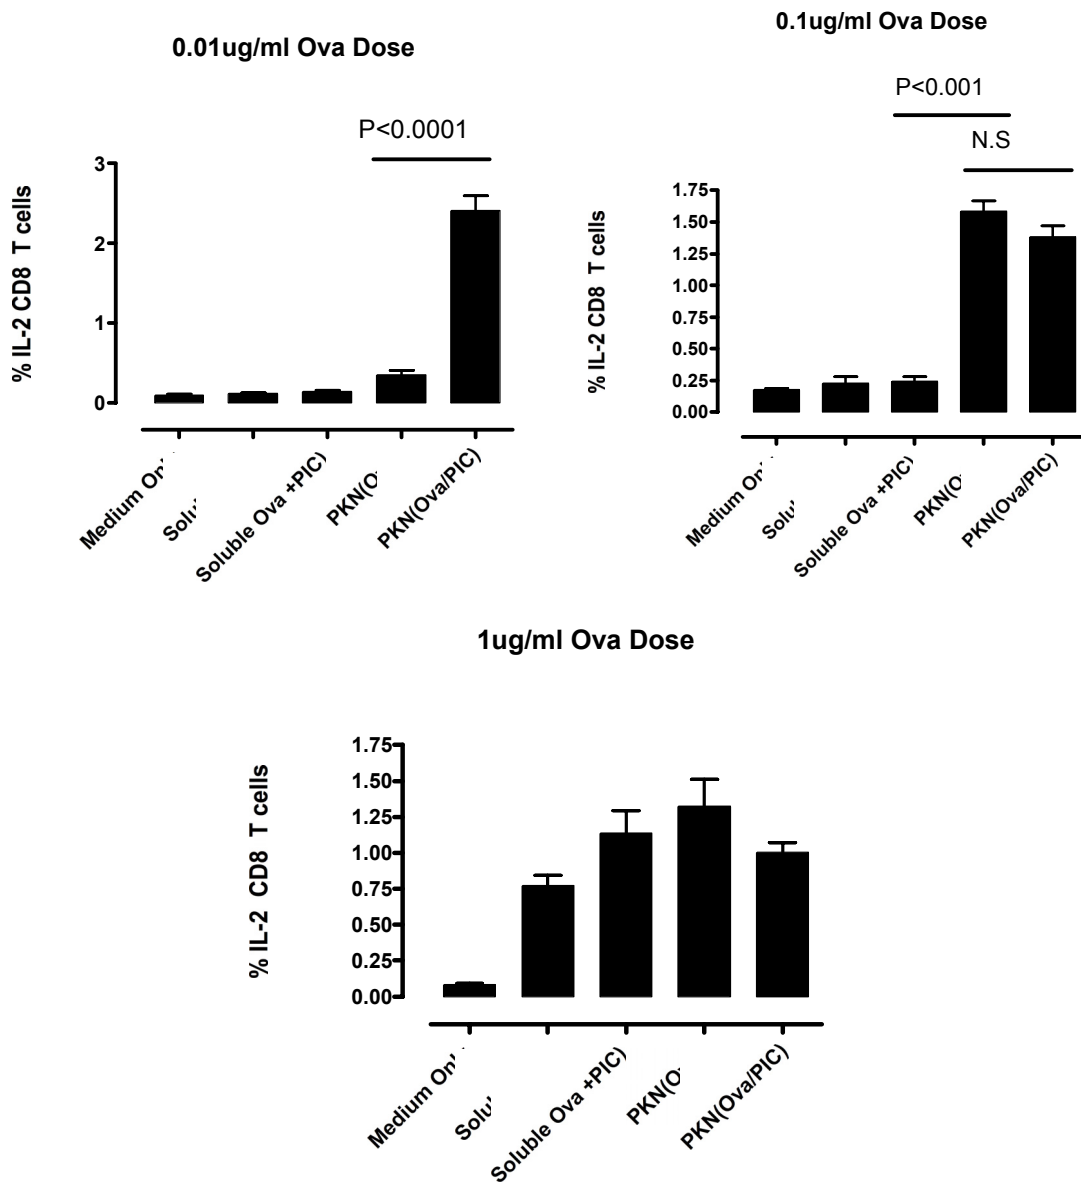 0.01ug/ml Ova Dose
P<0.0001
% IL-2 CD8 T cells
3
2
1
0
Medium
Soluble Ova +PIC)
PKN(Ova/PIC)
0.1ug/ml Ova Dose
P<0.001
N.S
% IL-2 CD8 T cells
1.75
1.50
1.25
1.00
0.75
0.50
0.25
0.00
Medium
Soluble Ova +PIC)
PKN(Ova/PIC)
1ug/ml Ova Dose
% IL-2 CD8 T cells
1.75
1.50
1.25
1.00
0.75
0.50
0.25
0.00
Medium
Soluble Ova +PIC)
PKN(Ova/PIC)